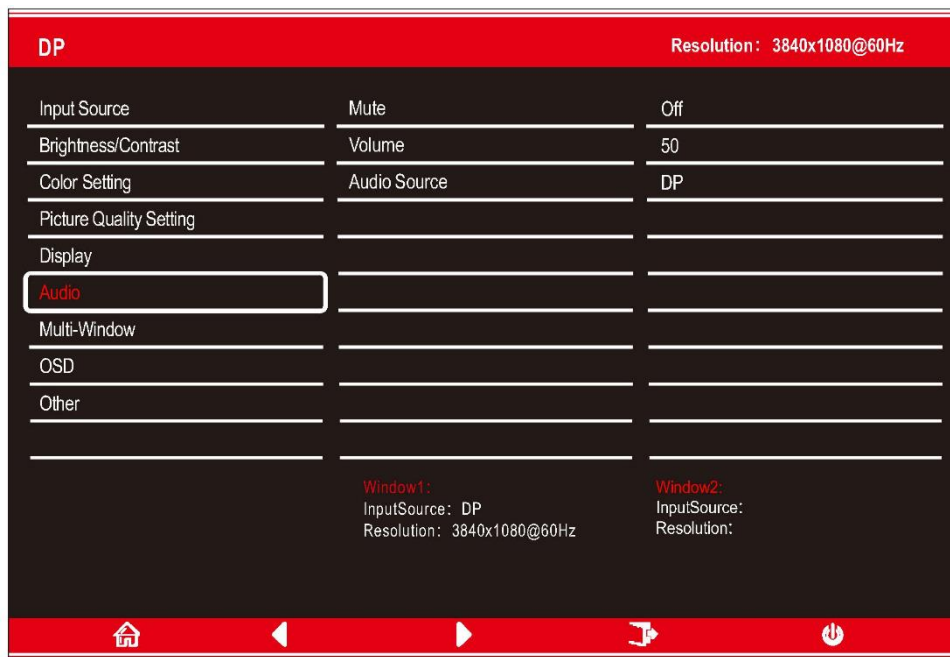 DP Resolution: 3840x1080@60Hz
Input Source Mute Off
Brightness/Contrast Volume 50
Color Setting Audio Source DP
Picture Quality Setting
Display
Audio
Multi-Window
OSD
Other
Window1: Window2:
InputSource: DP InputSource:
Resolution: 3840x1080@60Hz Resolution: